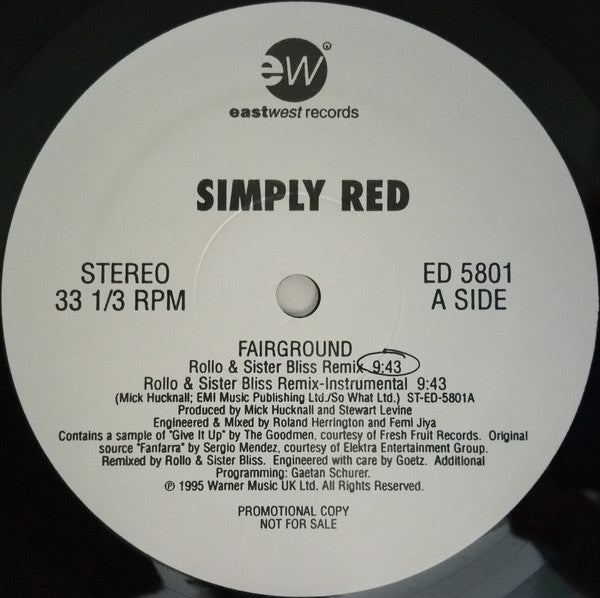 ew
eastwest records
SIMPLY RED
STEREO
33 1/3 RPM
ED 5801
A SIDE
FAIRGROUND
Rollo & Sister Bliss Remix 9:43
Rollo & Sister Bliss Remix-Instrumental 9:43
(Mick Hucknall; EMI Music Publishing Ltd./So What Ltd.) ST-ED-5801A
Produced by Mick Hucknall and Stewart Levine
Engineered & Mixed by Roland Herrington and Femi Jiya
Contains a sample of "Give It Up" by The Goodmen, courtesy of Fresh Fruit Records. Original
source "Fanfarra" by Sergio Mendez, courtesy of Elektra Entertainment Group.
Remixed by Rollo & Sister Bliss. Engineered with care by Goetz. Additional
Programming: Gaetan Schurer.
℗ 1995 Warner Music UK Ltd. All Rights Reserved.
PROMOTIONAL COPY
NOT FOR SALE